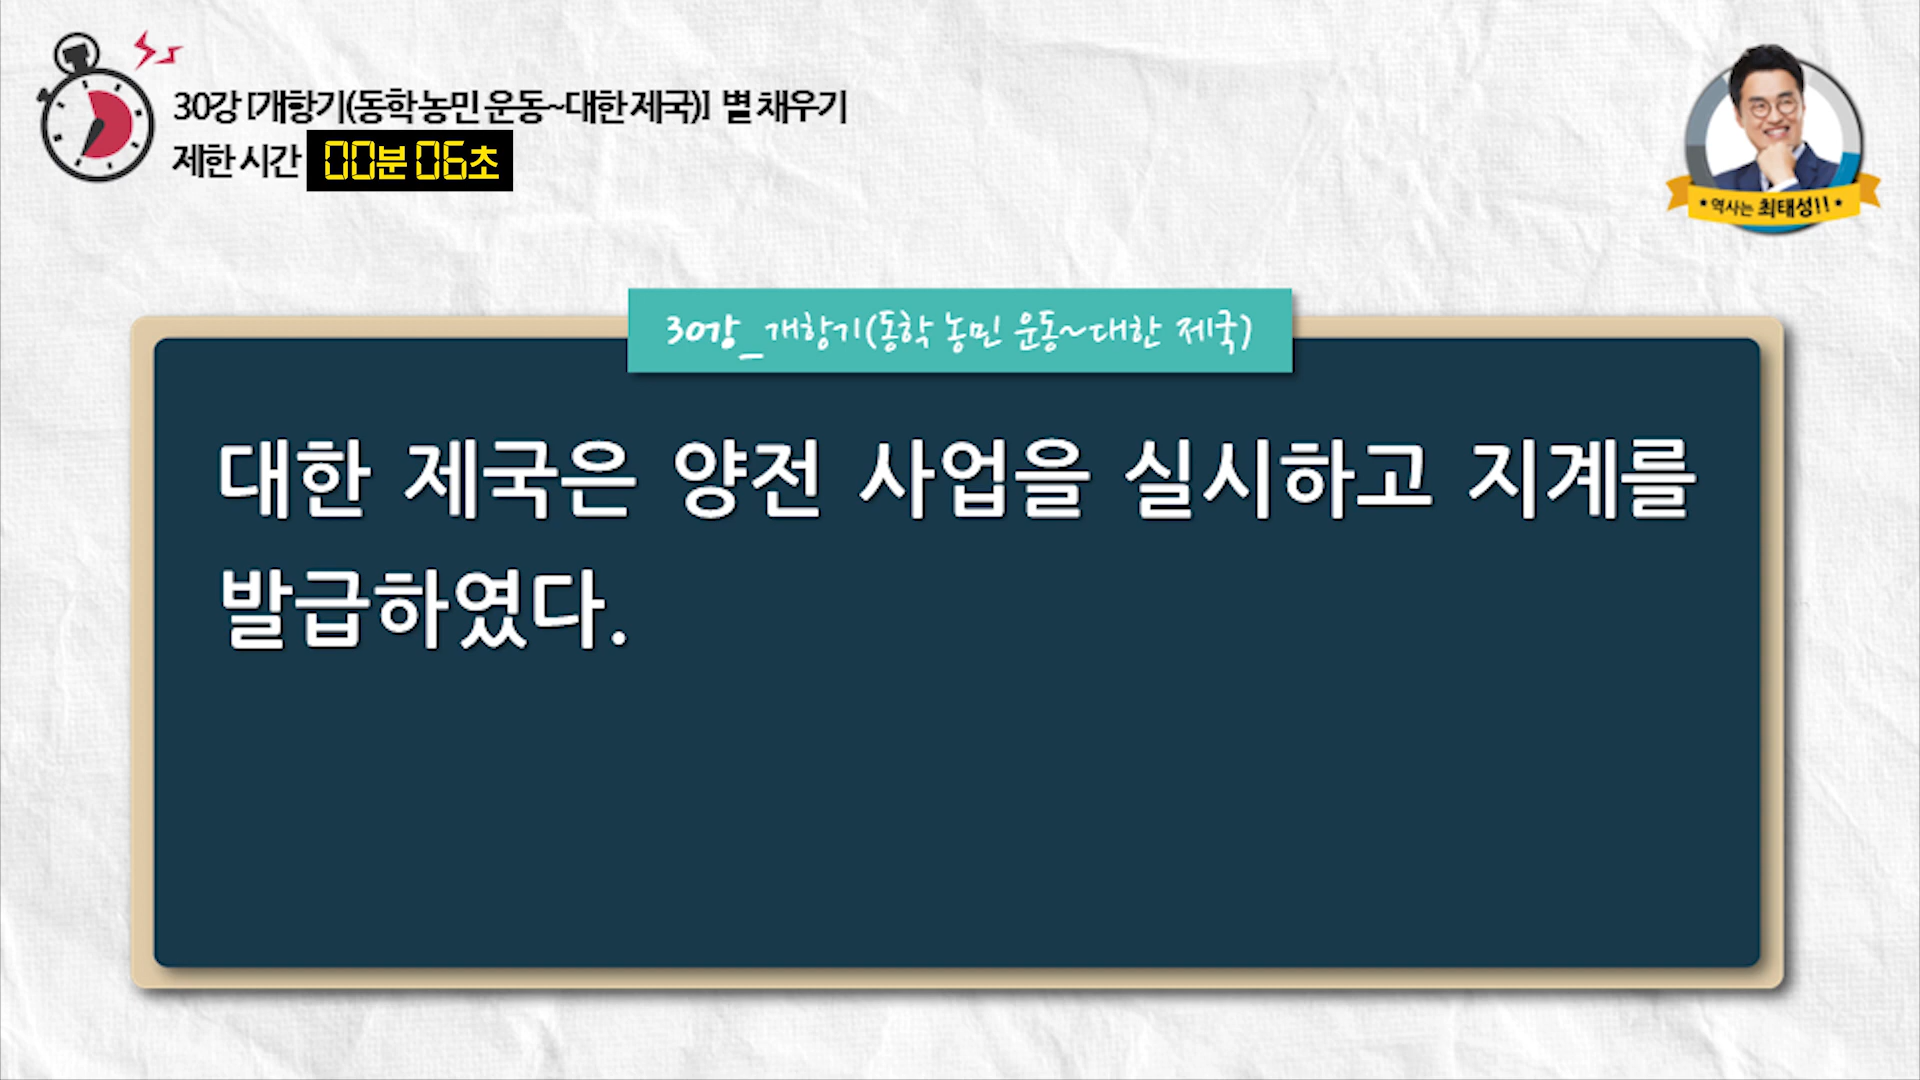 30강 [개항기(동학 농민 운동~대한 제국)] 별 채우기
제한 시간 00분 06초
* 역사는 최태성!! *
30강_개항기(동학 농민 운동~대한 제국)
대한 제국은 양전 사업을 실시하고 지계를
발급하였다.